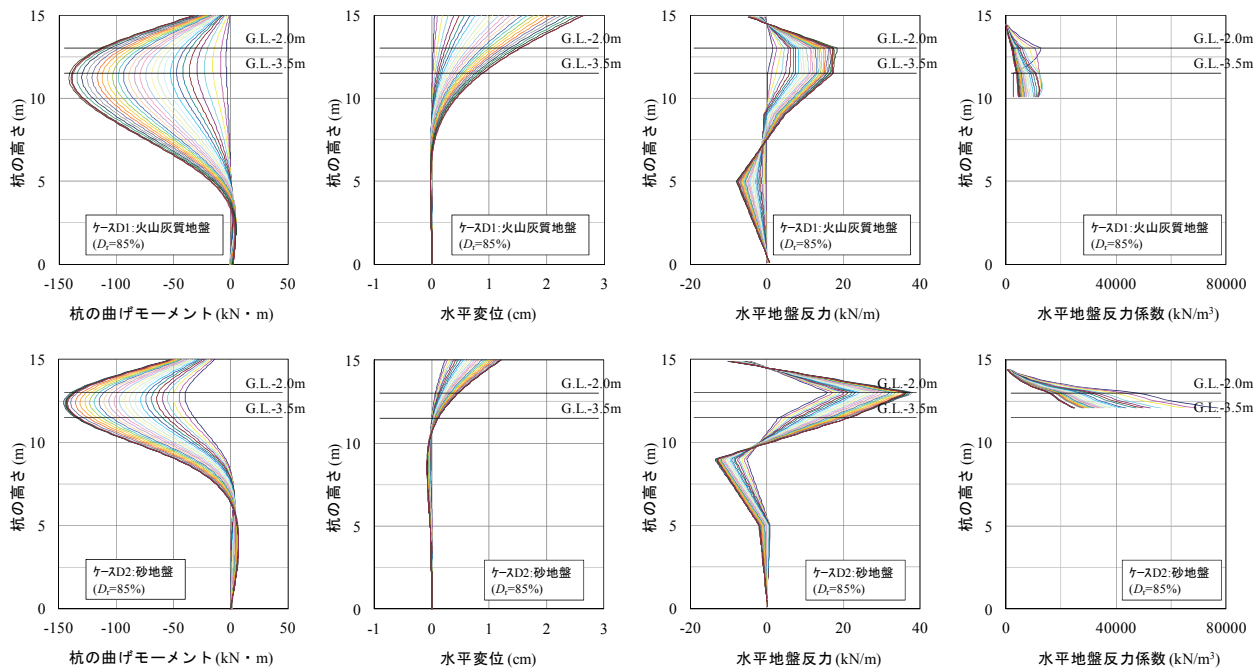 15
10
5
0
杭の高さ (m)
-150
-100
-50
0
50
杭の曲げモーメント (kN・m)
G.L.-2.0m
G.L.-3.5m
ｹｰｽD1:火山灰質地盤
(Dr=85%)
15
10
5
0
杭の高さ (m)
-1
0
1
2
3
水平変位 (cm)
G.L.-2.0m
G.L.-3.5m
ｹｰｽD1:火山灰質地盤
(Dr=85%)
15
10
5
0
杭の高さ (m)
-20
0
20
40
水平地盤反力 (kN/m)
G.L.-2.0m
G.L.-3.5m
ｹｰｽD1:火山灰質地盤
(Dr=85%)
15
10
5
0
杭の高さ (m)
0
40000
80000
水平地盤反力係数 (kN/m³)
G.L.-2.0m
G.L.-3.5m
ｹｰｽD1:火山灰質地盤
(Dr=85%)
15
10
5
0
杭の高さ (m)
-150
-100
-50
0
50
杭の曲げモーメント (kN・m)
G.L.-2.0m
G.L.-3.5m
ｹｰｽD2:砂地盤
(Dr=85%)
15
10
5
0
杭の高さ (m)
-1
0
1
2
3
水平変位 (cm)
G.L.-2.0m
G.L.-3.5m
ｹｰｽD2:砂地盤
(Dr=85%)
15
10
5
0
杭の高さ (m)
-20
0
20
40
水平地盤反力 (kN/m)
G.L.-2.0m
G.L.-3.5m
ｹｰｽD2:砂地盤
(Dr=85%)
15
10
5
0
杭の高さ (m)
0
40000
80000
水平地盤反力係数 (kN/m³)
G.L.-2.0m
G.L.-3.5m
ｹｰｽD2:砂地盤
(Dr=85%)